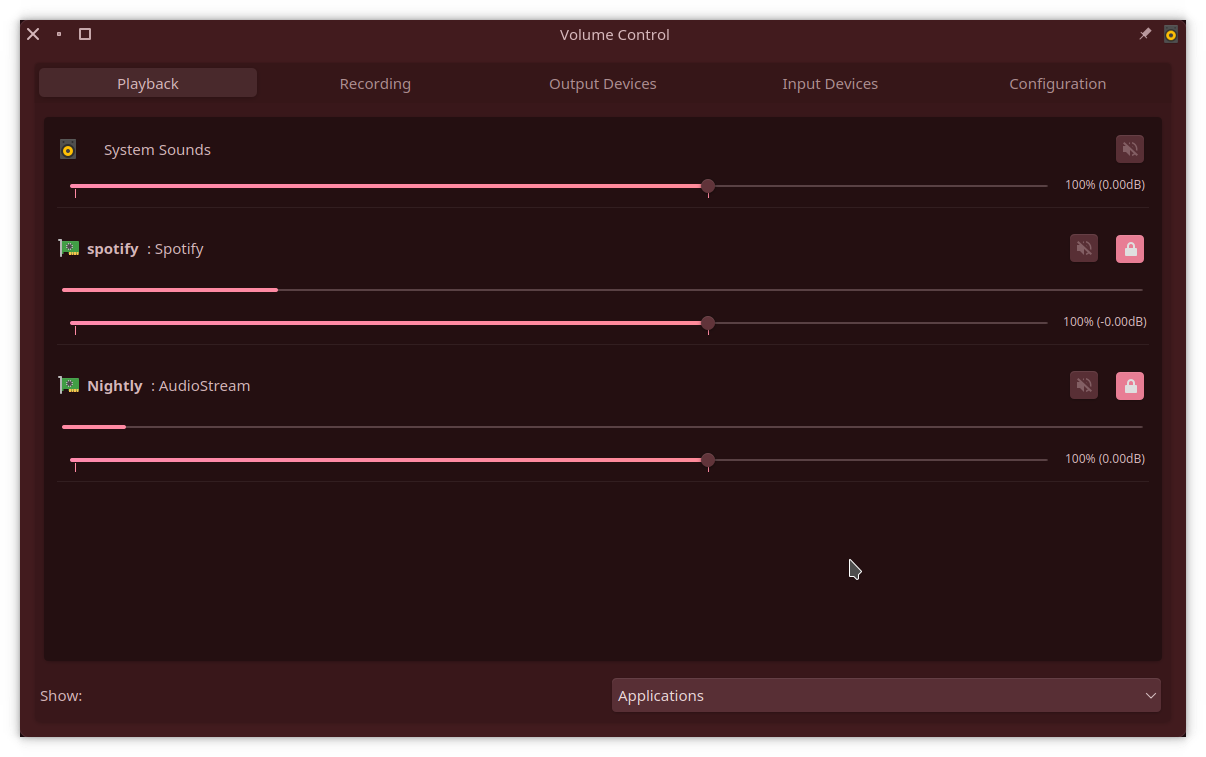 Volume Control
Playback Recording Output Devices Input Devices Configuration
System Sounds
100% (0.00dB)
spotify : Spotify
100% (-0.00dB)
Nightly : AudioStream
100% (0.00dB)
Show: Applications